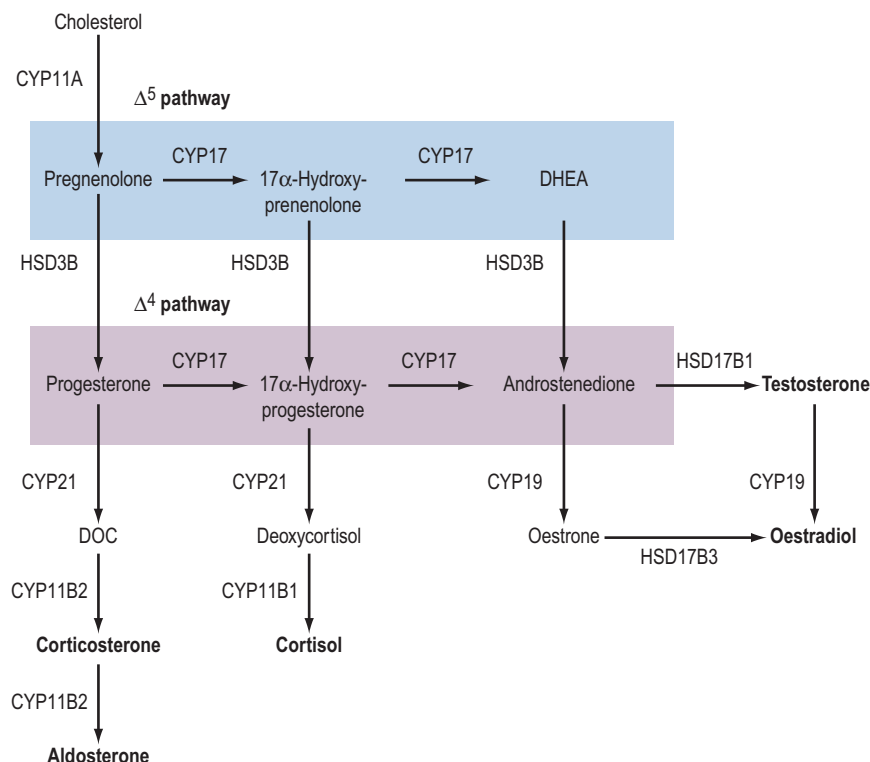 Cholesterol
CYP11A
Δ⁵ pathway
CYP17
CYP17
Pregnenolone
17α-Hydroxy-
prenenolone
DHEA
HSD3B
HSD3B
HSD3B
Δ⁴ pathway
CYP17
CYP17
HSD17B1
Progesterone
17α-Hydroxy-
progesterone
Androstenedione
Testosterone
CYP21
CYP21
CYP19
CYP19
DOC
Deoxycortisol
Oestrone
Oestradiol
HSD17B3
CYP11B2
CYP11B1
Corticosterone
Cortisol
CYP11B2
Aldosterone